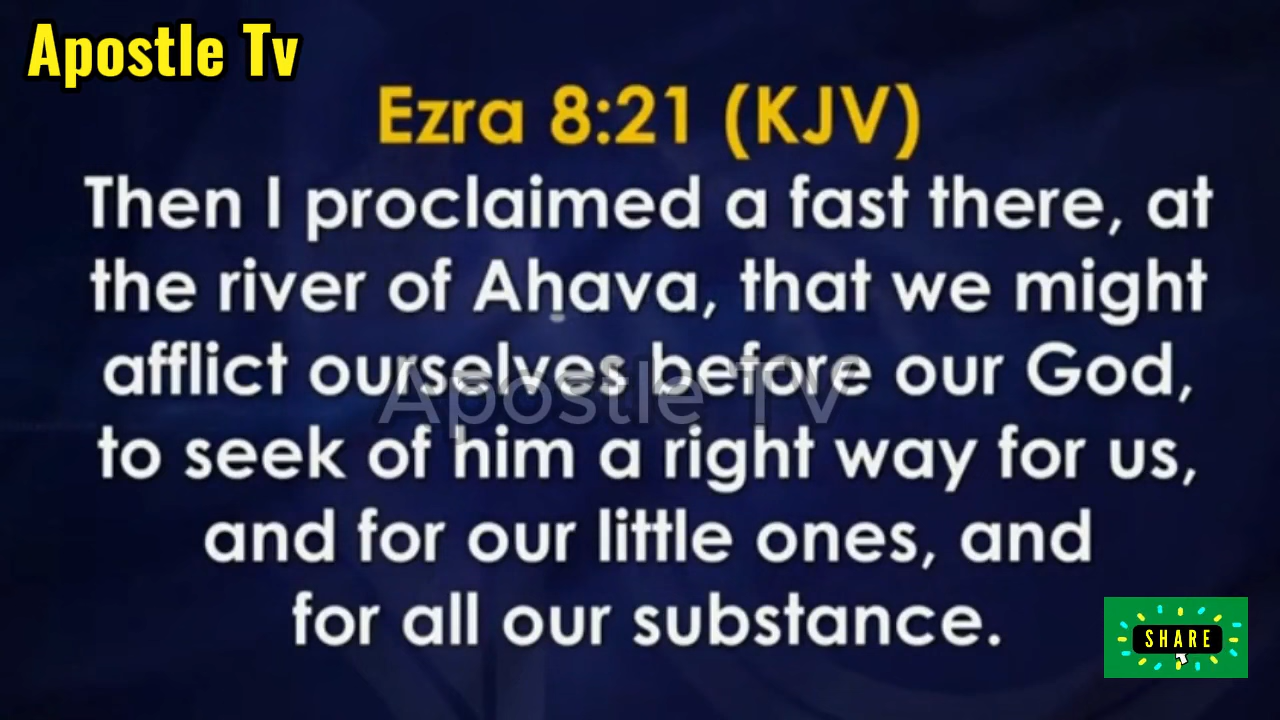 Apostle Tv
Ezra 8:21 (KJV)
Then I proclaimed a fast there, at
the river of Ahava, that we might
afflict ourselves before our God,
Apostle TV
to seek of him a right way for us,
and for our little ones, and
for all our substance.
SHARE